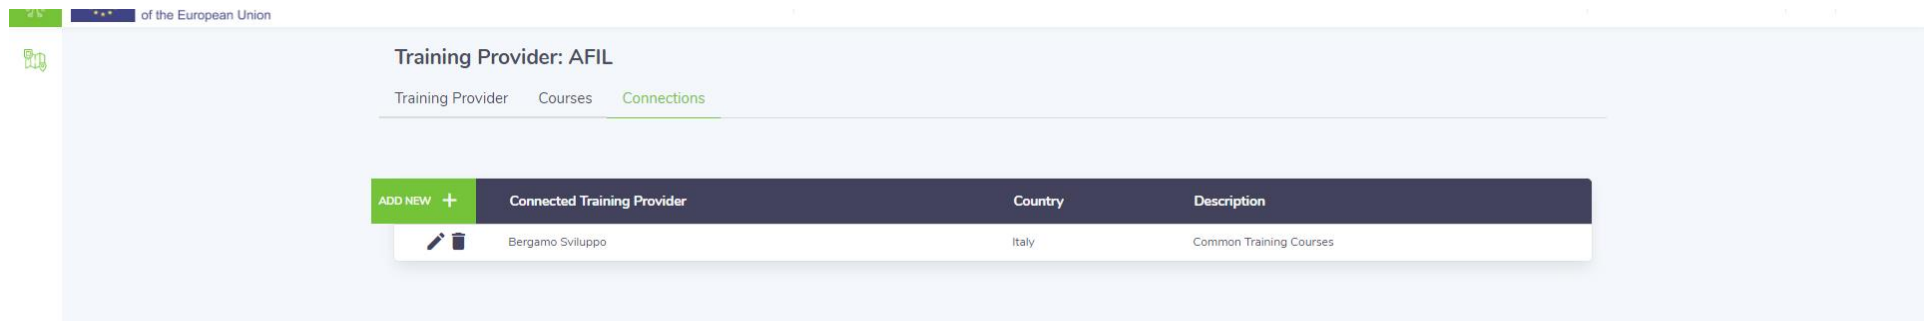 of the European Union
Training Provider: AFIL
Training Provider Courses Connections
ADD NEW + Connected Training Provider Country Description
Bergamo Sviluppo Italy Common Training Courses